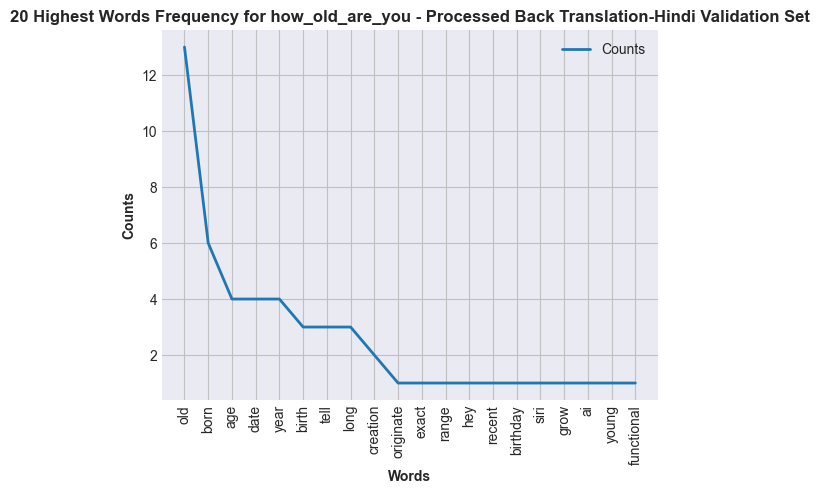 20 Highest Words Frequency for how_old_are_you - Processed Back Translation-Hindi Validation Set
Counts
12
10
8
6
4
2
Counts
old
born
age
date
year
birth
tell
long
creation
originate
exact
range
hey
recent
birthday
siri
grow
ai
young
functional
Words